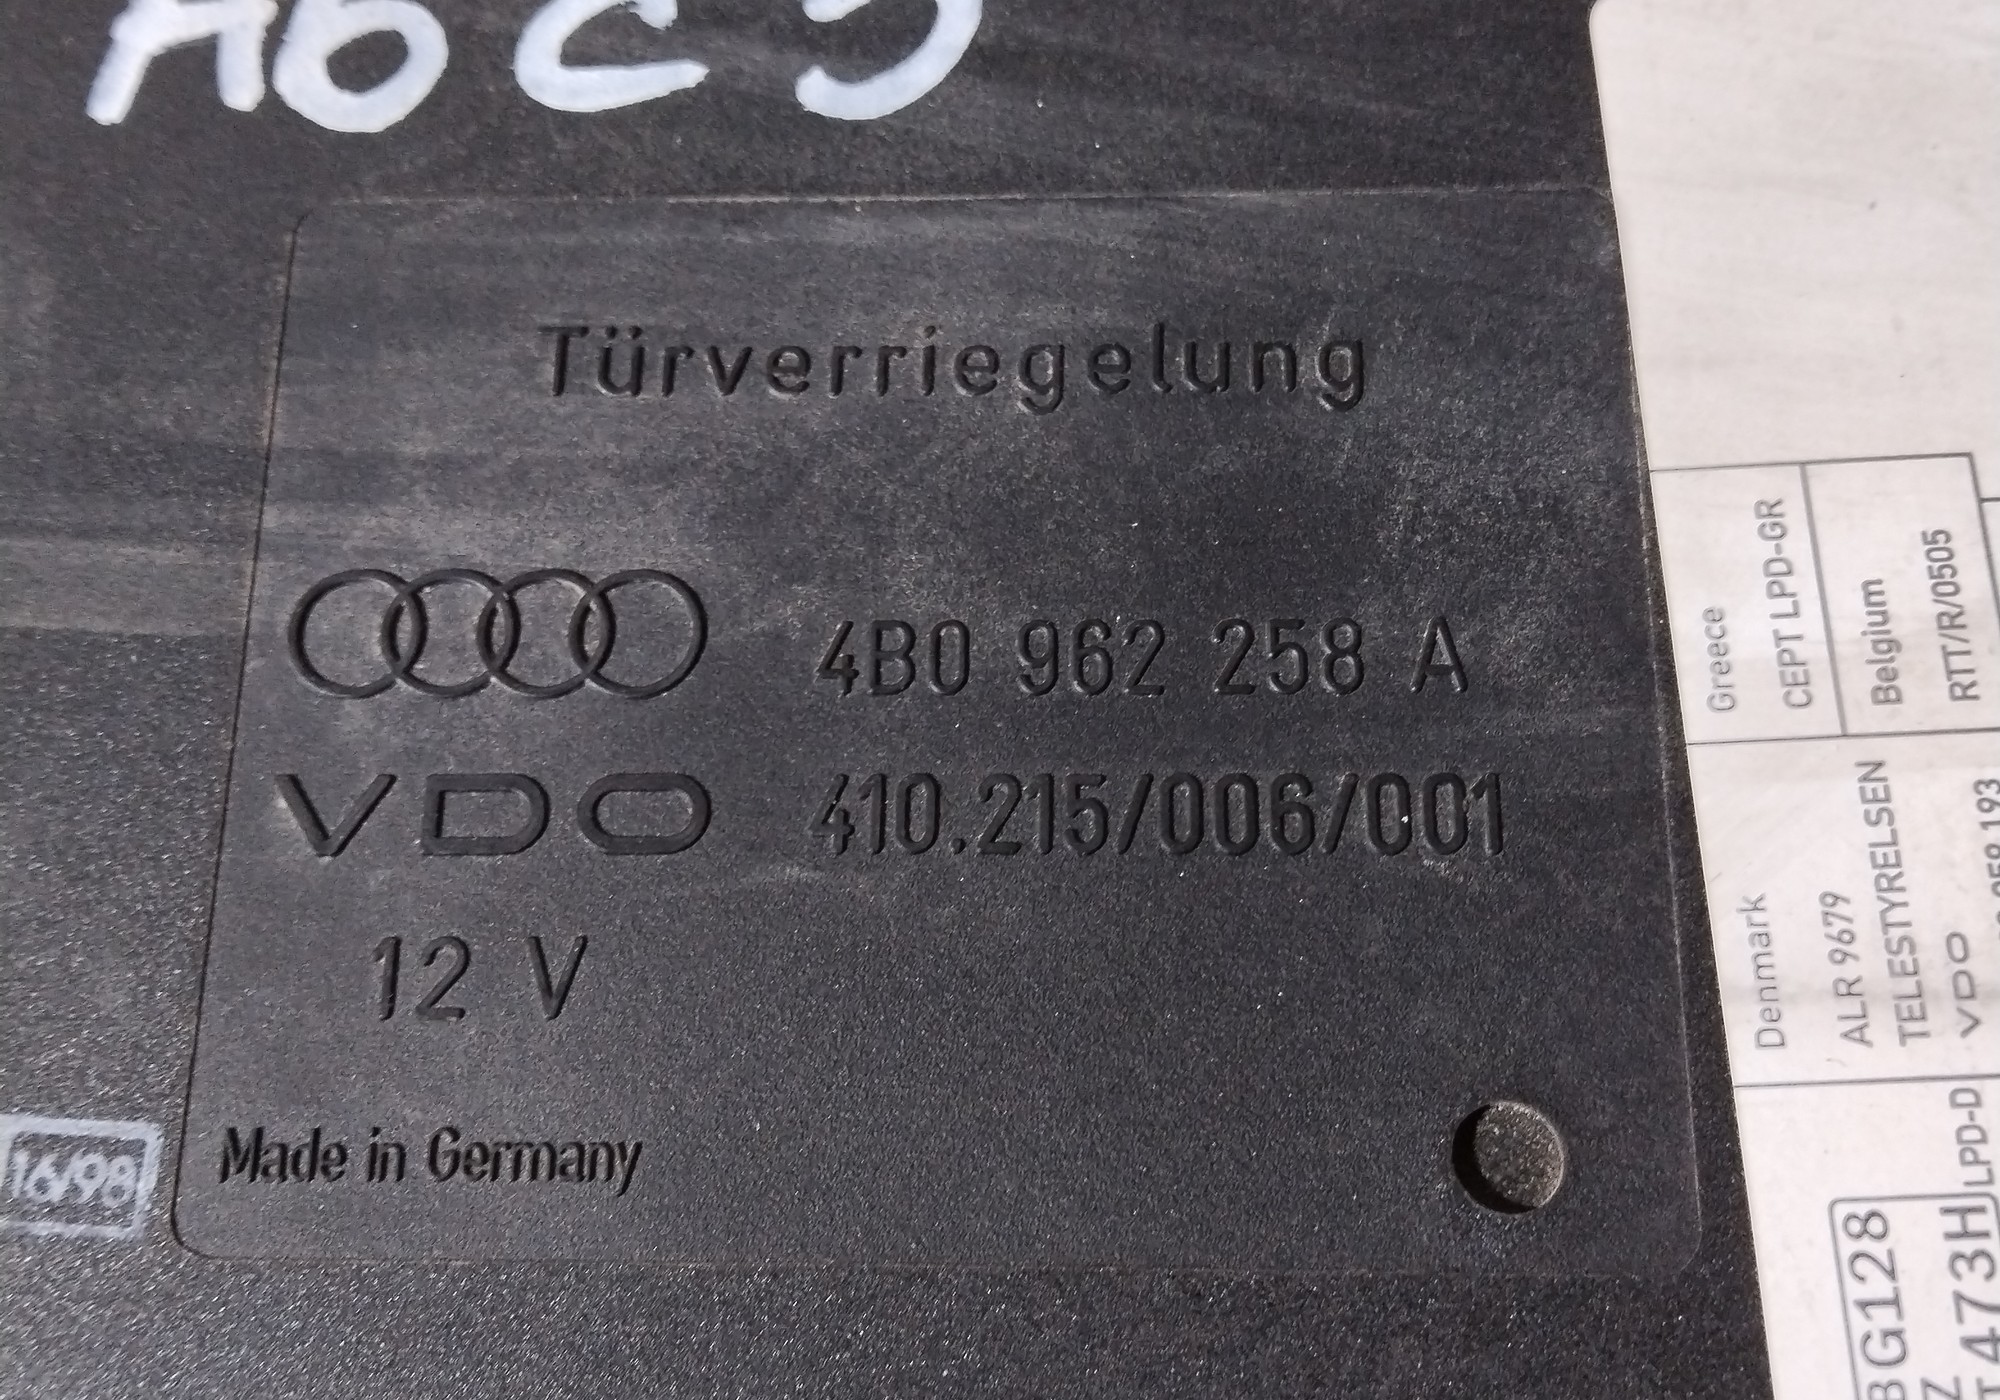 A6 C5
Türverriegelung
4B0 962 258 A
VDO 410.215/006/001
12 V
Made in Germany
16/98
Greece
CEPT LPD-GR
Belgium
RTT/R/0505
Denmark
ALR 9679
TELESTYRELSEN
VDO
LPD-D
G128
473H